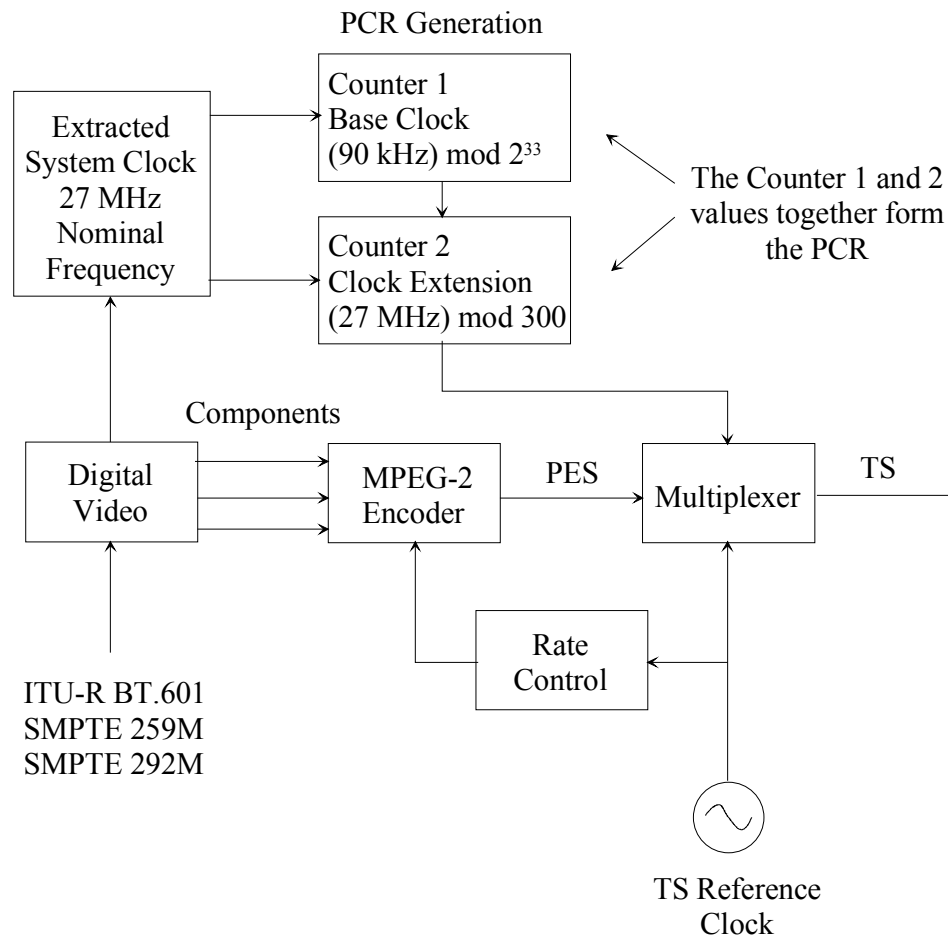 PCR Generation
Counter 1
Base Clock
(90 kHz) mod 2³³
Extracted
System Clock
27 MHz
Nominal
Frequency
The Counter 1 and 2
values together form
the PCR
Counter 2
Clock Extension
(27 MHz) mod 300
Components
Digital
Video
MPEG-2
Encoder
PES
Multiplexer
TS
Rate
Control
ITU-R BT.601
SMPTE 259M
SMPTE 292M
TS Reference
Clock